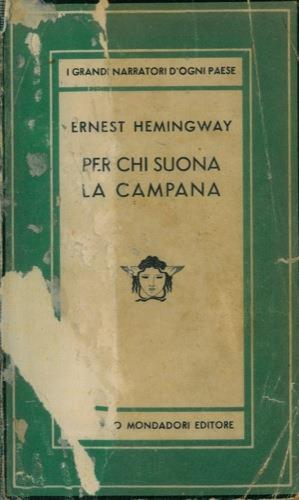 I GRANDI NARRATORI D'OGNI PAESE
ERNEST HEMINGWAY
PER CHI SUONA
LA CAMPANA
O MONDADORI EDITORE